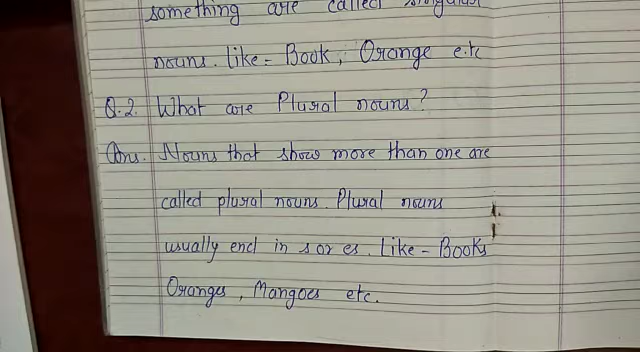 something are called singular
nouns. Like - Book, Orange etc
Q.2. What are Plural nouns?
Ans. Nouns that show more than one are
called plural nouns. Plural nouns
usually end in s or es. Like - Books
Oranges, Mangoes etc.